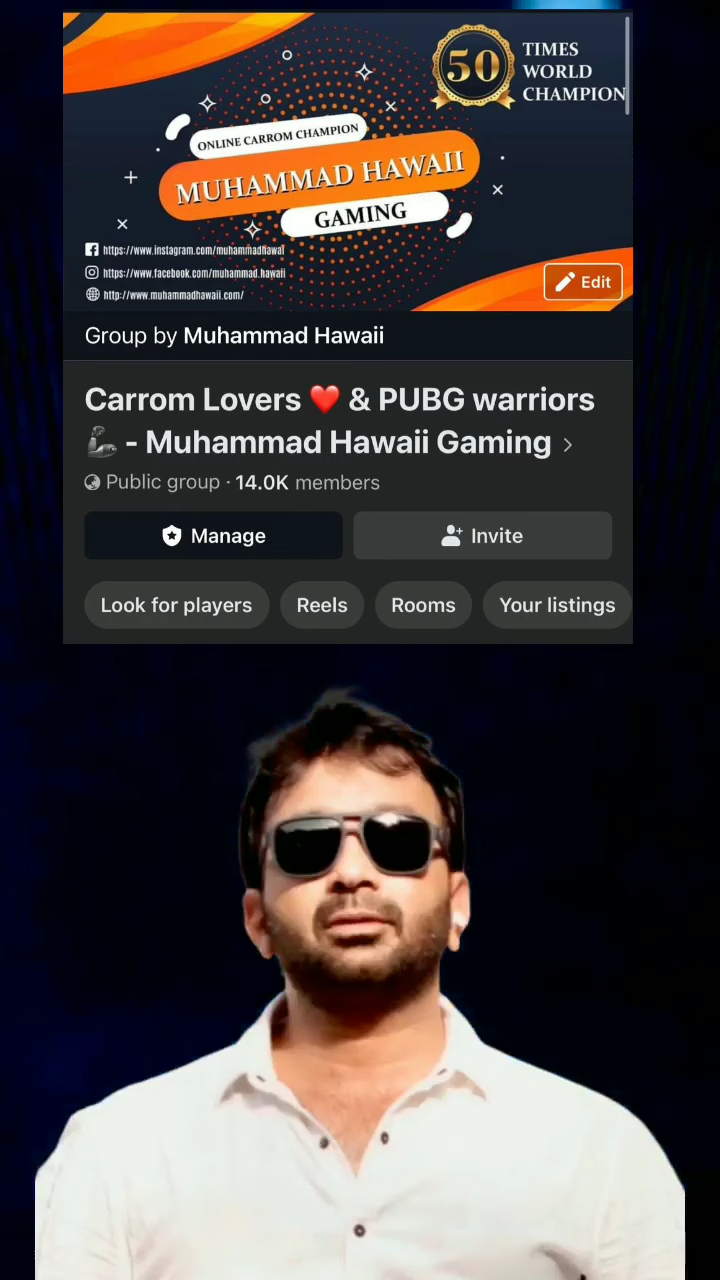 50
TIMES
WORLD
CHAMPION
ONLINE CARROM CHAMPION
MUHAMMAD HAWAII
GAMING
https://www.instagram.com/muhammadhawai
https://www.facebook.com/muhammad.hawaii
http://www.muhammadhawaii.com/
Edit
Group by Muhammad Hawaii
Carrom Lovers ❤️ & PUBG warriors
🦾 - Muhammad Hawaii Gaming ›
Public group · 14.0K members
Manage
Invite
Look for players
Reels
Rooms
Your listings